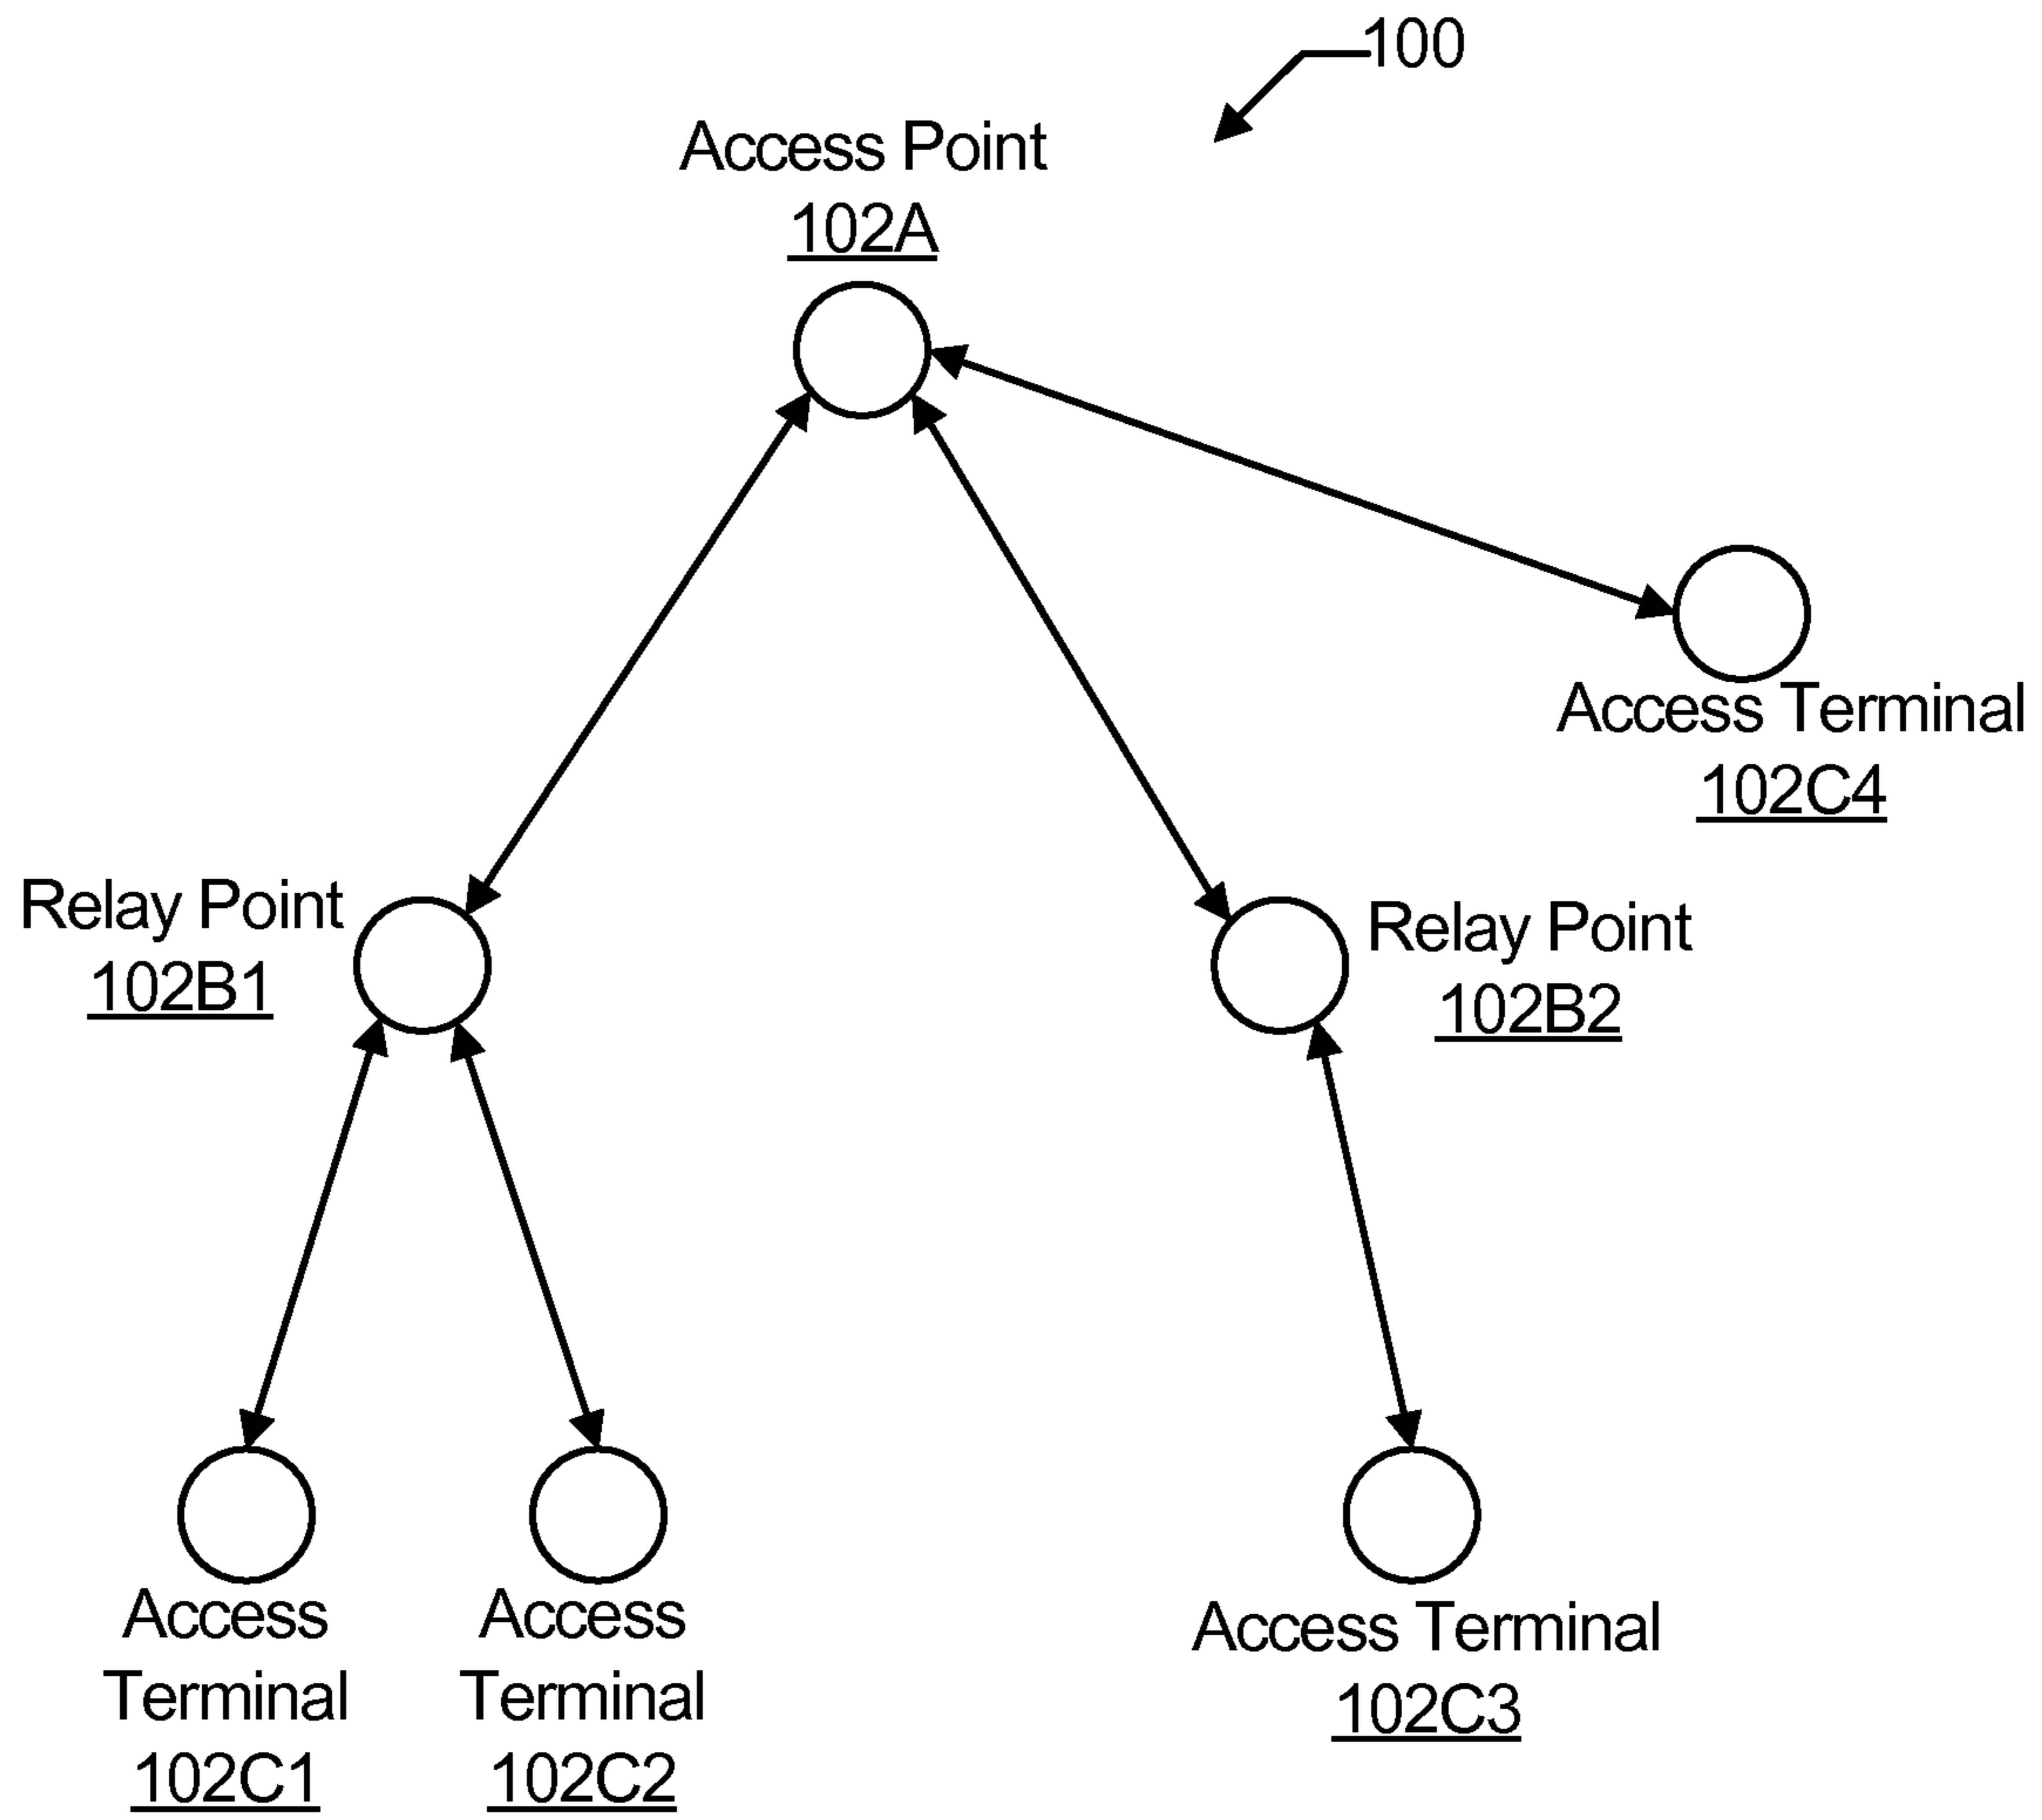 100
Access Point
102A
Access Terminal
102C4
Relay Point
102B1
Relay Point
102B2
Access
Terminal
102C1
Access
Terminal
102C2
Access Terminal
102C3